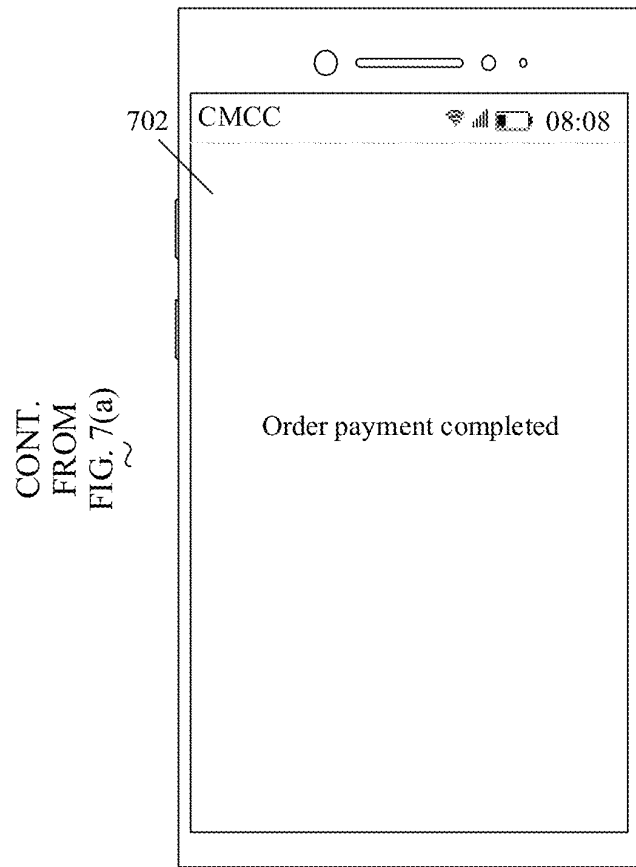 702
CMCC
08:08
CONT.
FROM
FIG. 7(a)
Order payment completed